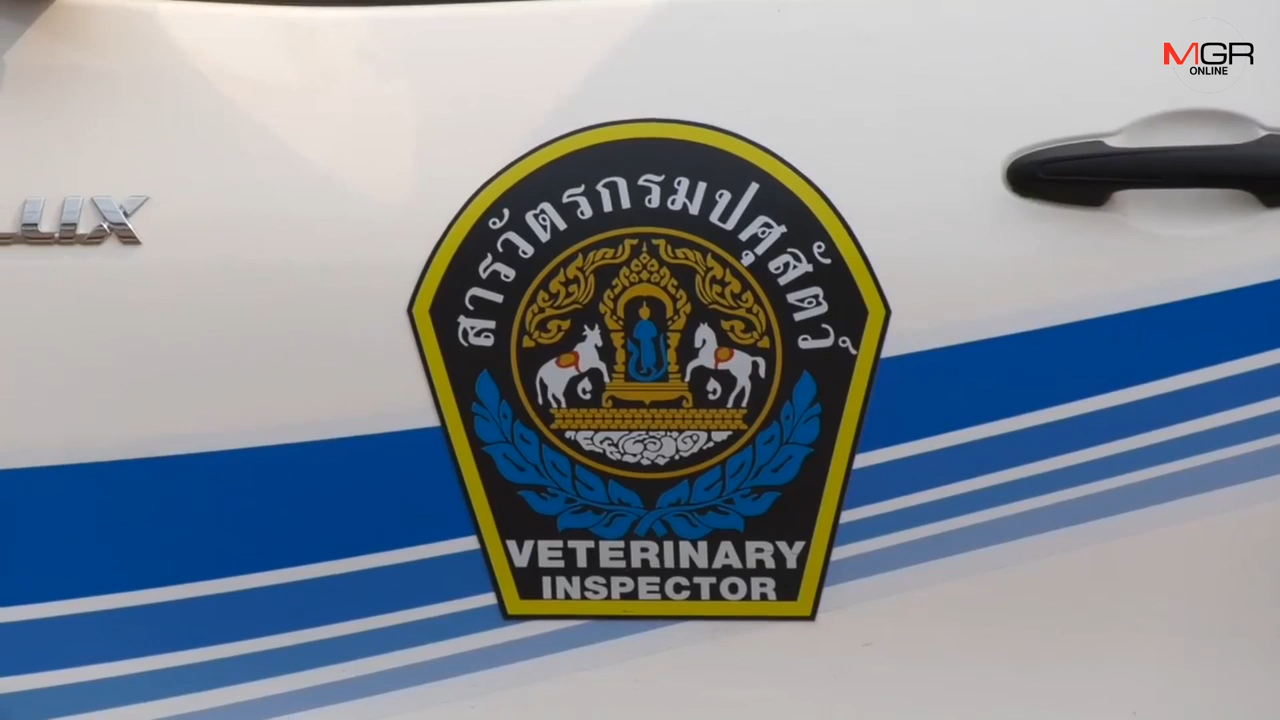 MGR
ONLINE
LUX
สารวัตรกรมปศุสัตว์
VETERINARY
INSPECTOR